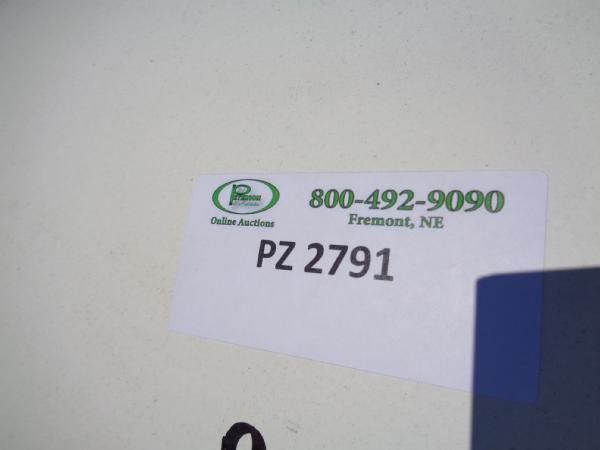 800-492-9090
Fremont, NE
Online Auctions
PZ 2791